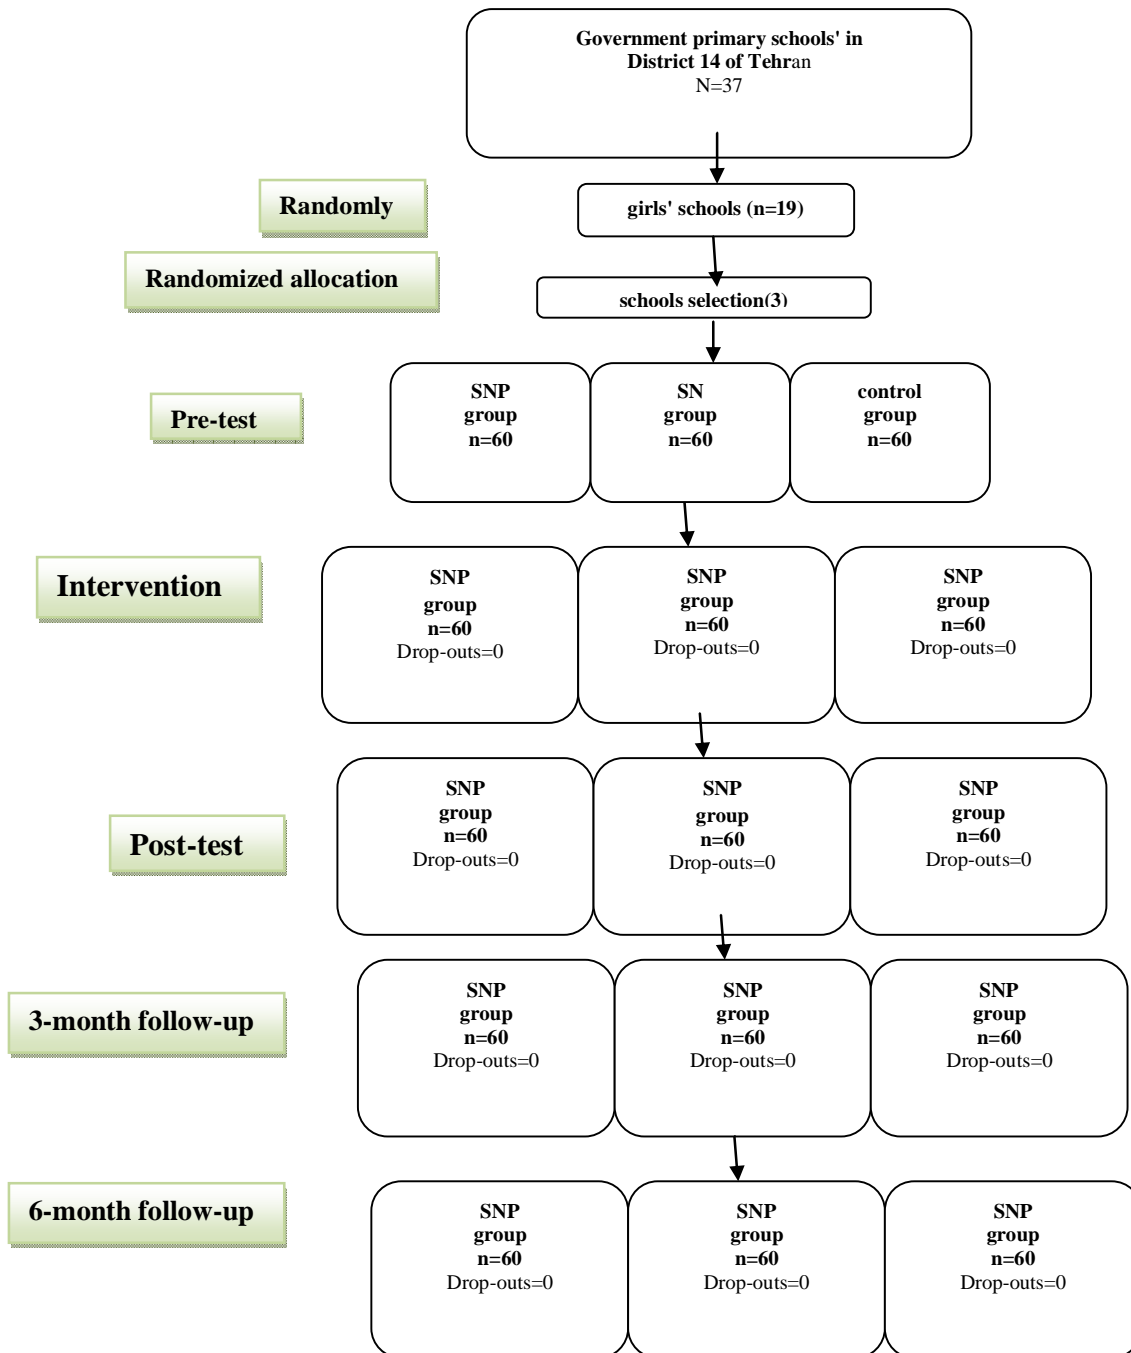 Government primary schools' in
District 14 of Tehran
N=37
Randomly
girls' schools (n=19)
Randomized allocation
schools selection(3)
Pre-test
SNP
group
n=60
SN
group
n=60
control
group
n=60
Intervention
SNP
group
n=60
Drop-outs=0
SNP
group
n=60
Drop-outs=0
SNP
group
n=60
Drop-outs=0
Post-test
SNP
group
n=60
Drop-outs=0
SNP
group
n=60
Drop-outs=0
SNP
group
n=60
Drop-outs=0
3-month follow-up
SNP
group
n=60
Drop-outs=0
SNP
group
n=60
Drop-outs=0
SNP
group
n=60
Drop-outs=0
6-month follow-up
SNP
group
n=60
Drop-outs=0
SNP
group
n=60
Drop-outs=0
SNP
group
n=60
Drop-outs=0